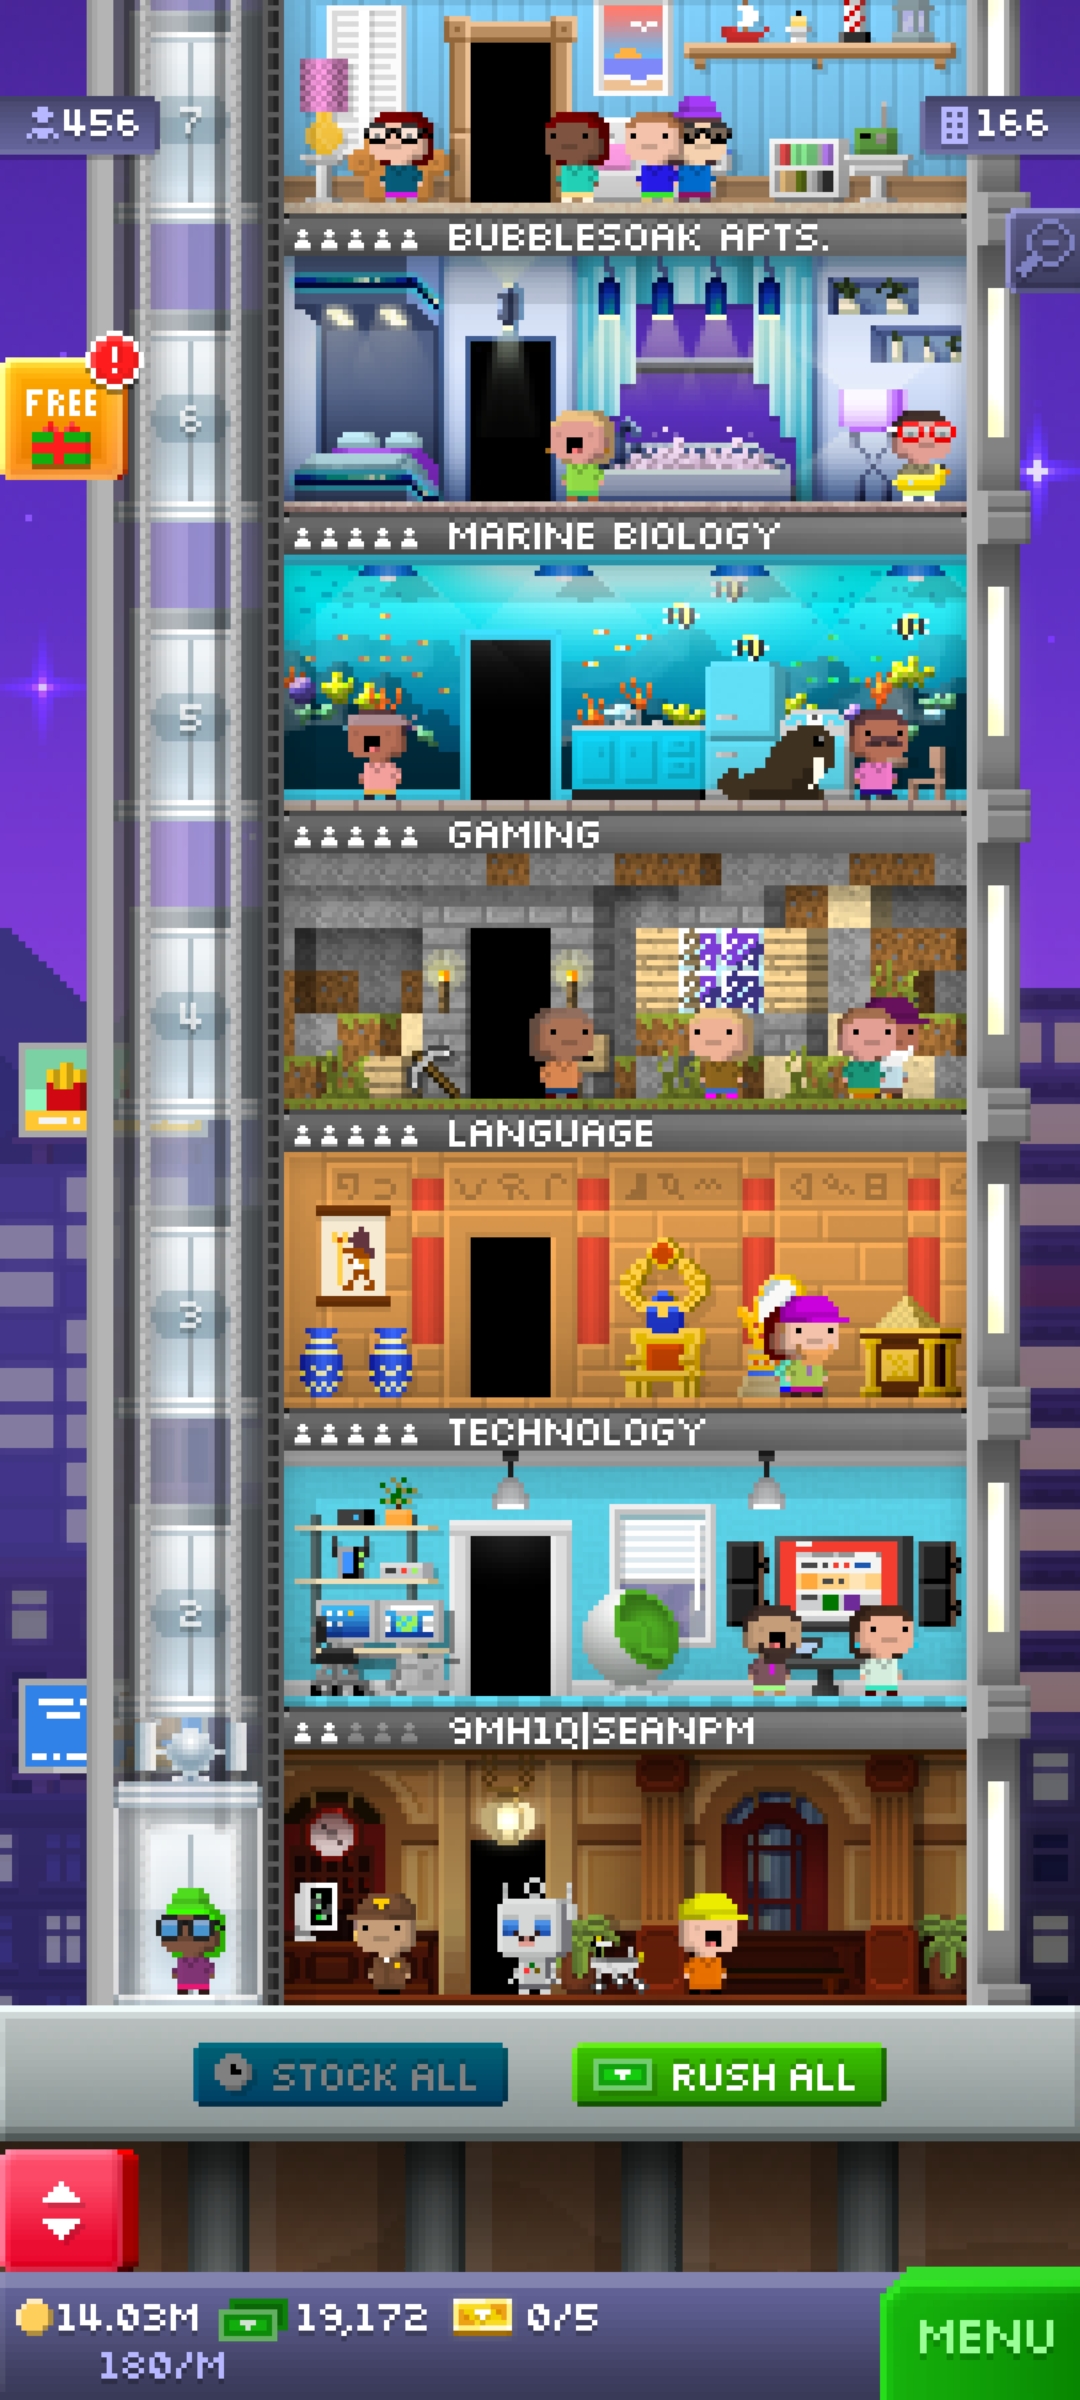 7
456
166
BUBBLESOAK APTS.
FREE
!
6
MARINE BIOLOGY
5
GAMING
4
LANGUAGE
3
TECHNOLOGY
2
9MH1Q|SEANPM
STOCK ALL
RUSH ALL
14.03M
19,172
0/5
180/M
MENU